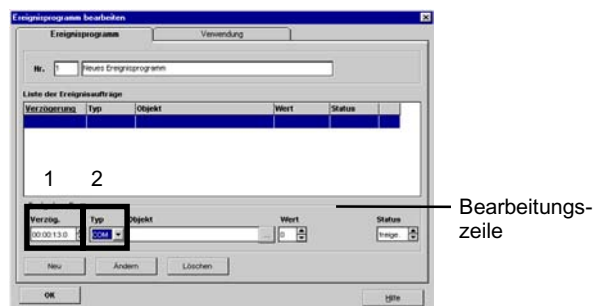 Ereignisprogramm bearbeiten
Ereignisprogramm Verwendung
Nr. 1 Neues Ereignisprogramm
Liste der Ereignisaufträge
Verzögerung Typ Objekt Wert Status
1 2
Verzög. Typ Objekt Wert Status
00:00:13.0 COM ... 0 freige.
Bearbeitungs-
zeile
Neu Ändern Löschen
OK Hilfe